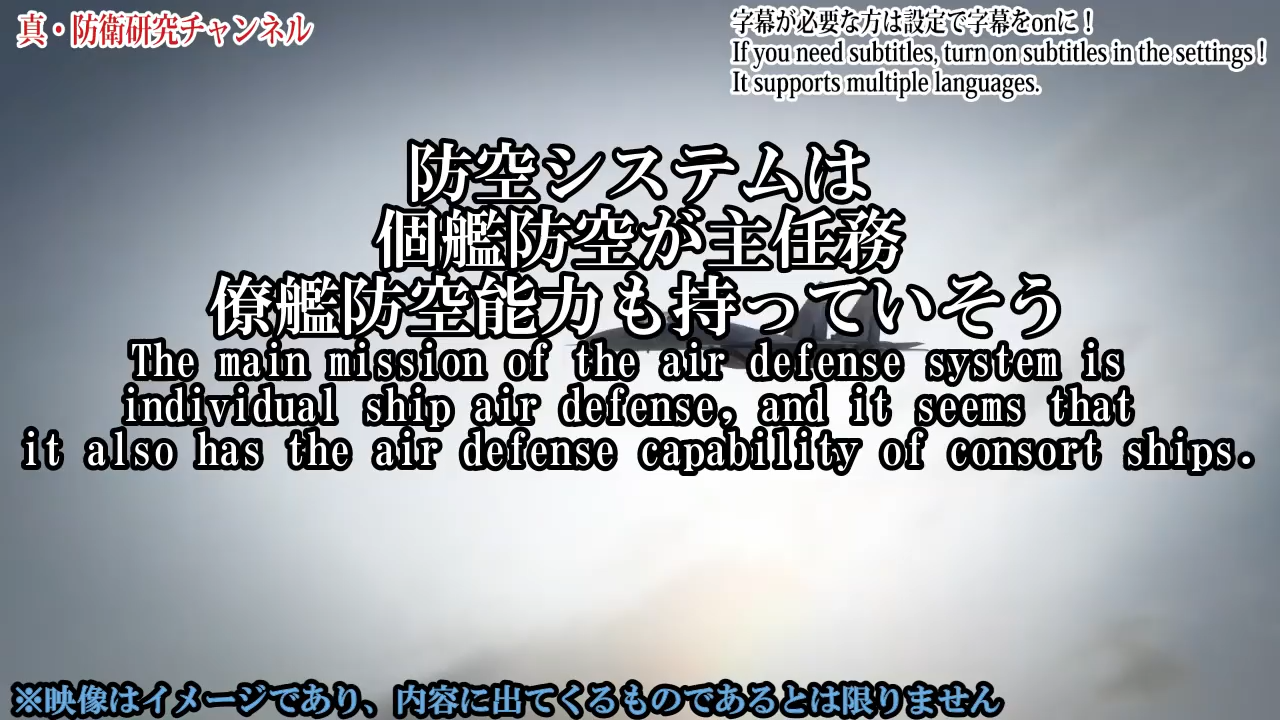 真・防衛研究チャンネル
字幕が必要な方は設定で字幕をonに！
If you need subtitles, turn on subtitles in the settings !
It supports multiple languages.
防空システムは
個艦防空が主任務
僚艦防空能力も持っていそう
The main mission of the air defense system is
individual ship air defense, and it seems that
it also has the air defense capability of consort ships.
※映像はイメージであり、内容に出てくるものであるとは限りません